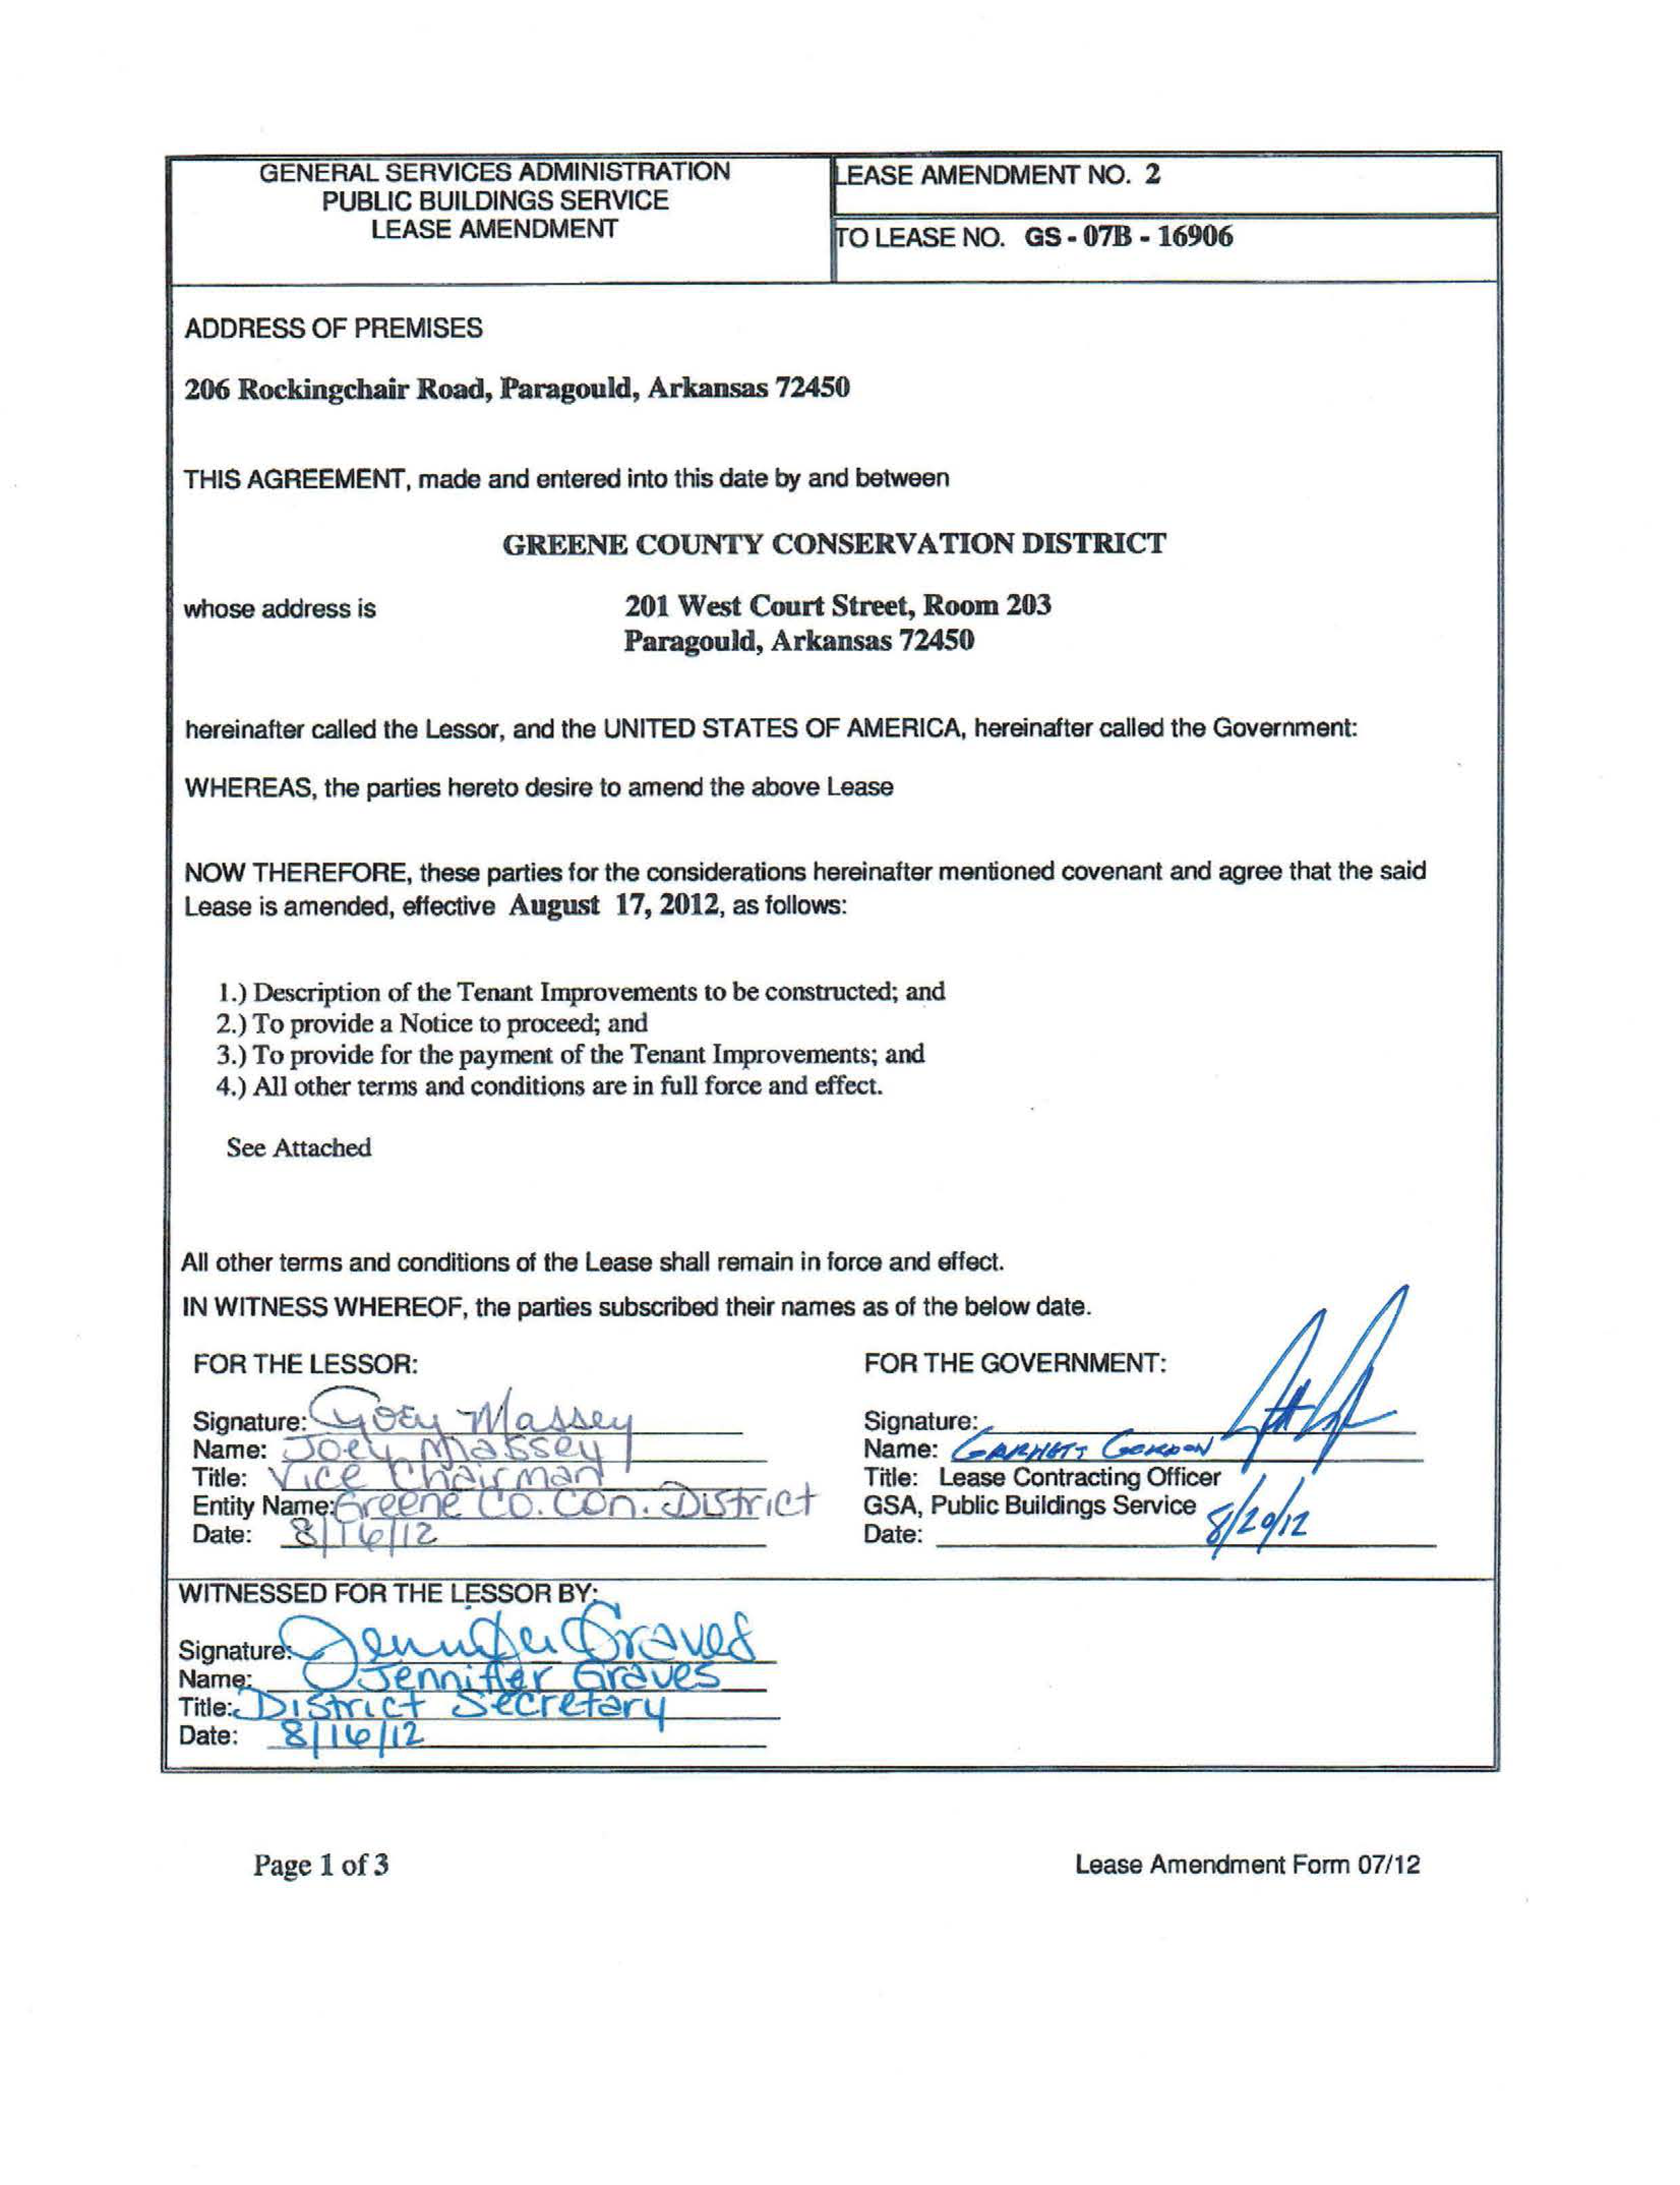 GENERAL SERVICES ADMINISTRATION
PUBLIC BUILDINGS SERVICE
LEASE AMENDMENT
LEASE AMENDMENT NO. 2
TO LEASE NO. GS - 07B - 16906
ADDRESS OF PREMISES
206 Rockingchair Road, Paragould, Arkansas 72450
THIS AGREEMENT, made and entered into this date by and between
GREENE COUNTY CONSERVATION DISTRICT
whose address is 201 West Court Street, Room 203
Paragould, Arkansas 72450
hereinafter called the Lessor, and the UNITED STATES OF AMERICA, hereinafter called the Government:
WHEREAS, the parties hereto desire to amend the above Lease
NOW THEREFORE, these parties for the considerations hereinafter mentioned covenant and agree that the said
Lease is amended, effective August 17, 2012, as follows:
1.) Description of the Tenant Improvements to be constructed; and
2.) To provide a Notice to proceed; and
3.) To provide for the payment of the Tenant Improvements; and
4.) All other terms and conditions are in full force and effect.
See Attached
All other terms and conditions of the Lease shall remain in force and effect.
IN WITNESS WHEREOF, the parties subscribed their names as of the below date.
FOR THE LESSOR:
Signature: Joey Massey
Name: Joey Massey
Title: Vice Chairman
Entity Name: Greene Co. Con. District
Date: 8/16/12
FOR THE GOVERNMENT:
Signature:
Name: GARNETT GORDON
Title: Lease Contracting Officer
GSA, Public Buildings Service
Date: 8/20/12
WITNESSED FOR THE LESSOR BY:
Signature: Jennifer Graves
Name: Jennifer Graves
Title: District Secretary
Date: 8/16/12
Page 1 of 3
Lease Amendment Form 07/12